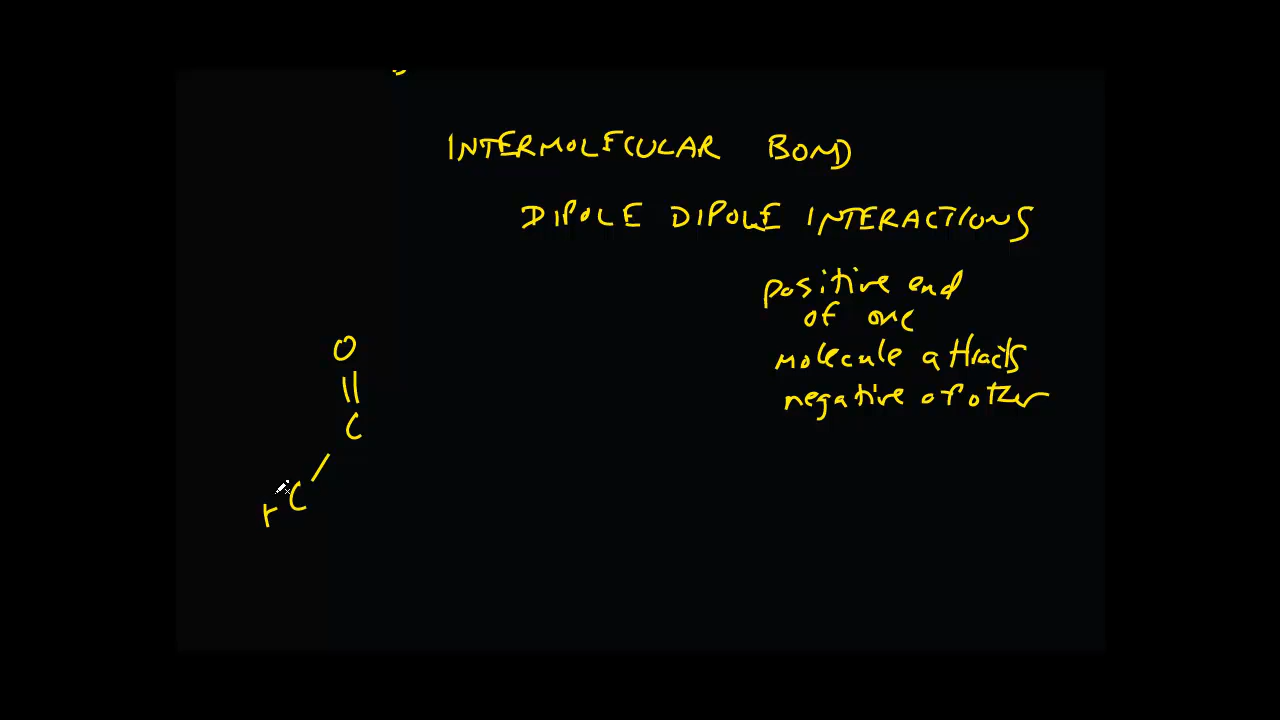 INTERMOLECULAR BOND
DIPOLE DIPOLE INTERACTIONS
positive end
of one
molecule attracts
negative of other
O
C
C